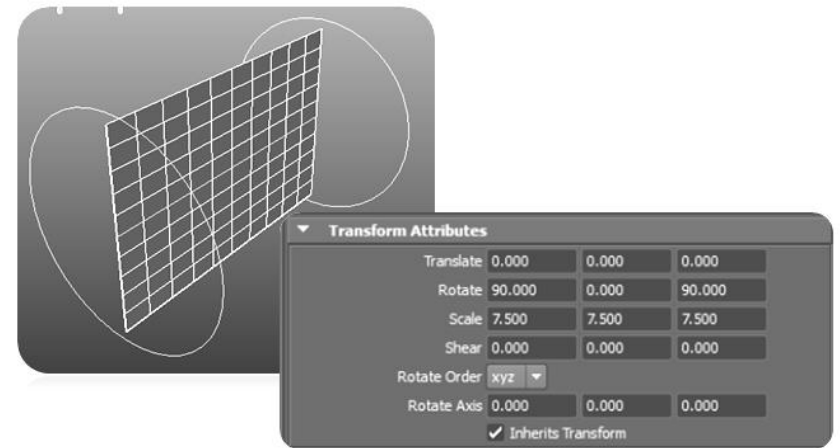 Transform Attributes
Translate 0.000 0.000 0.000
Rotate 90.000 0.000 90.000
Scale 7.500 7.500 7.500
Shear 0.000 0.000 0.000
Rotate Order xyz
Rotate Axis 0.000 0.000 0.000
Inherits Transform